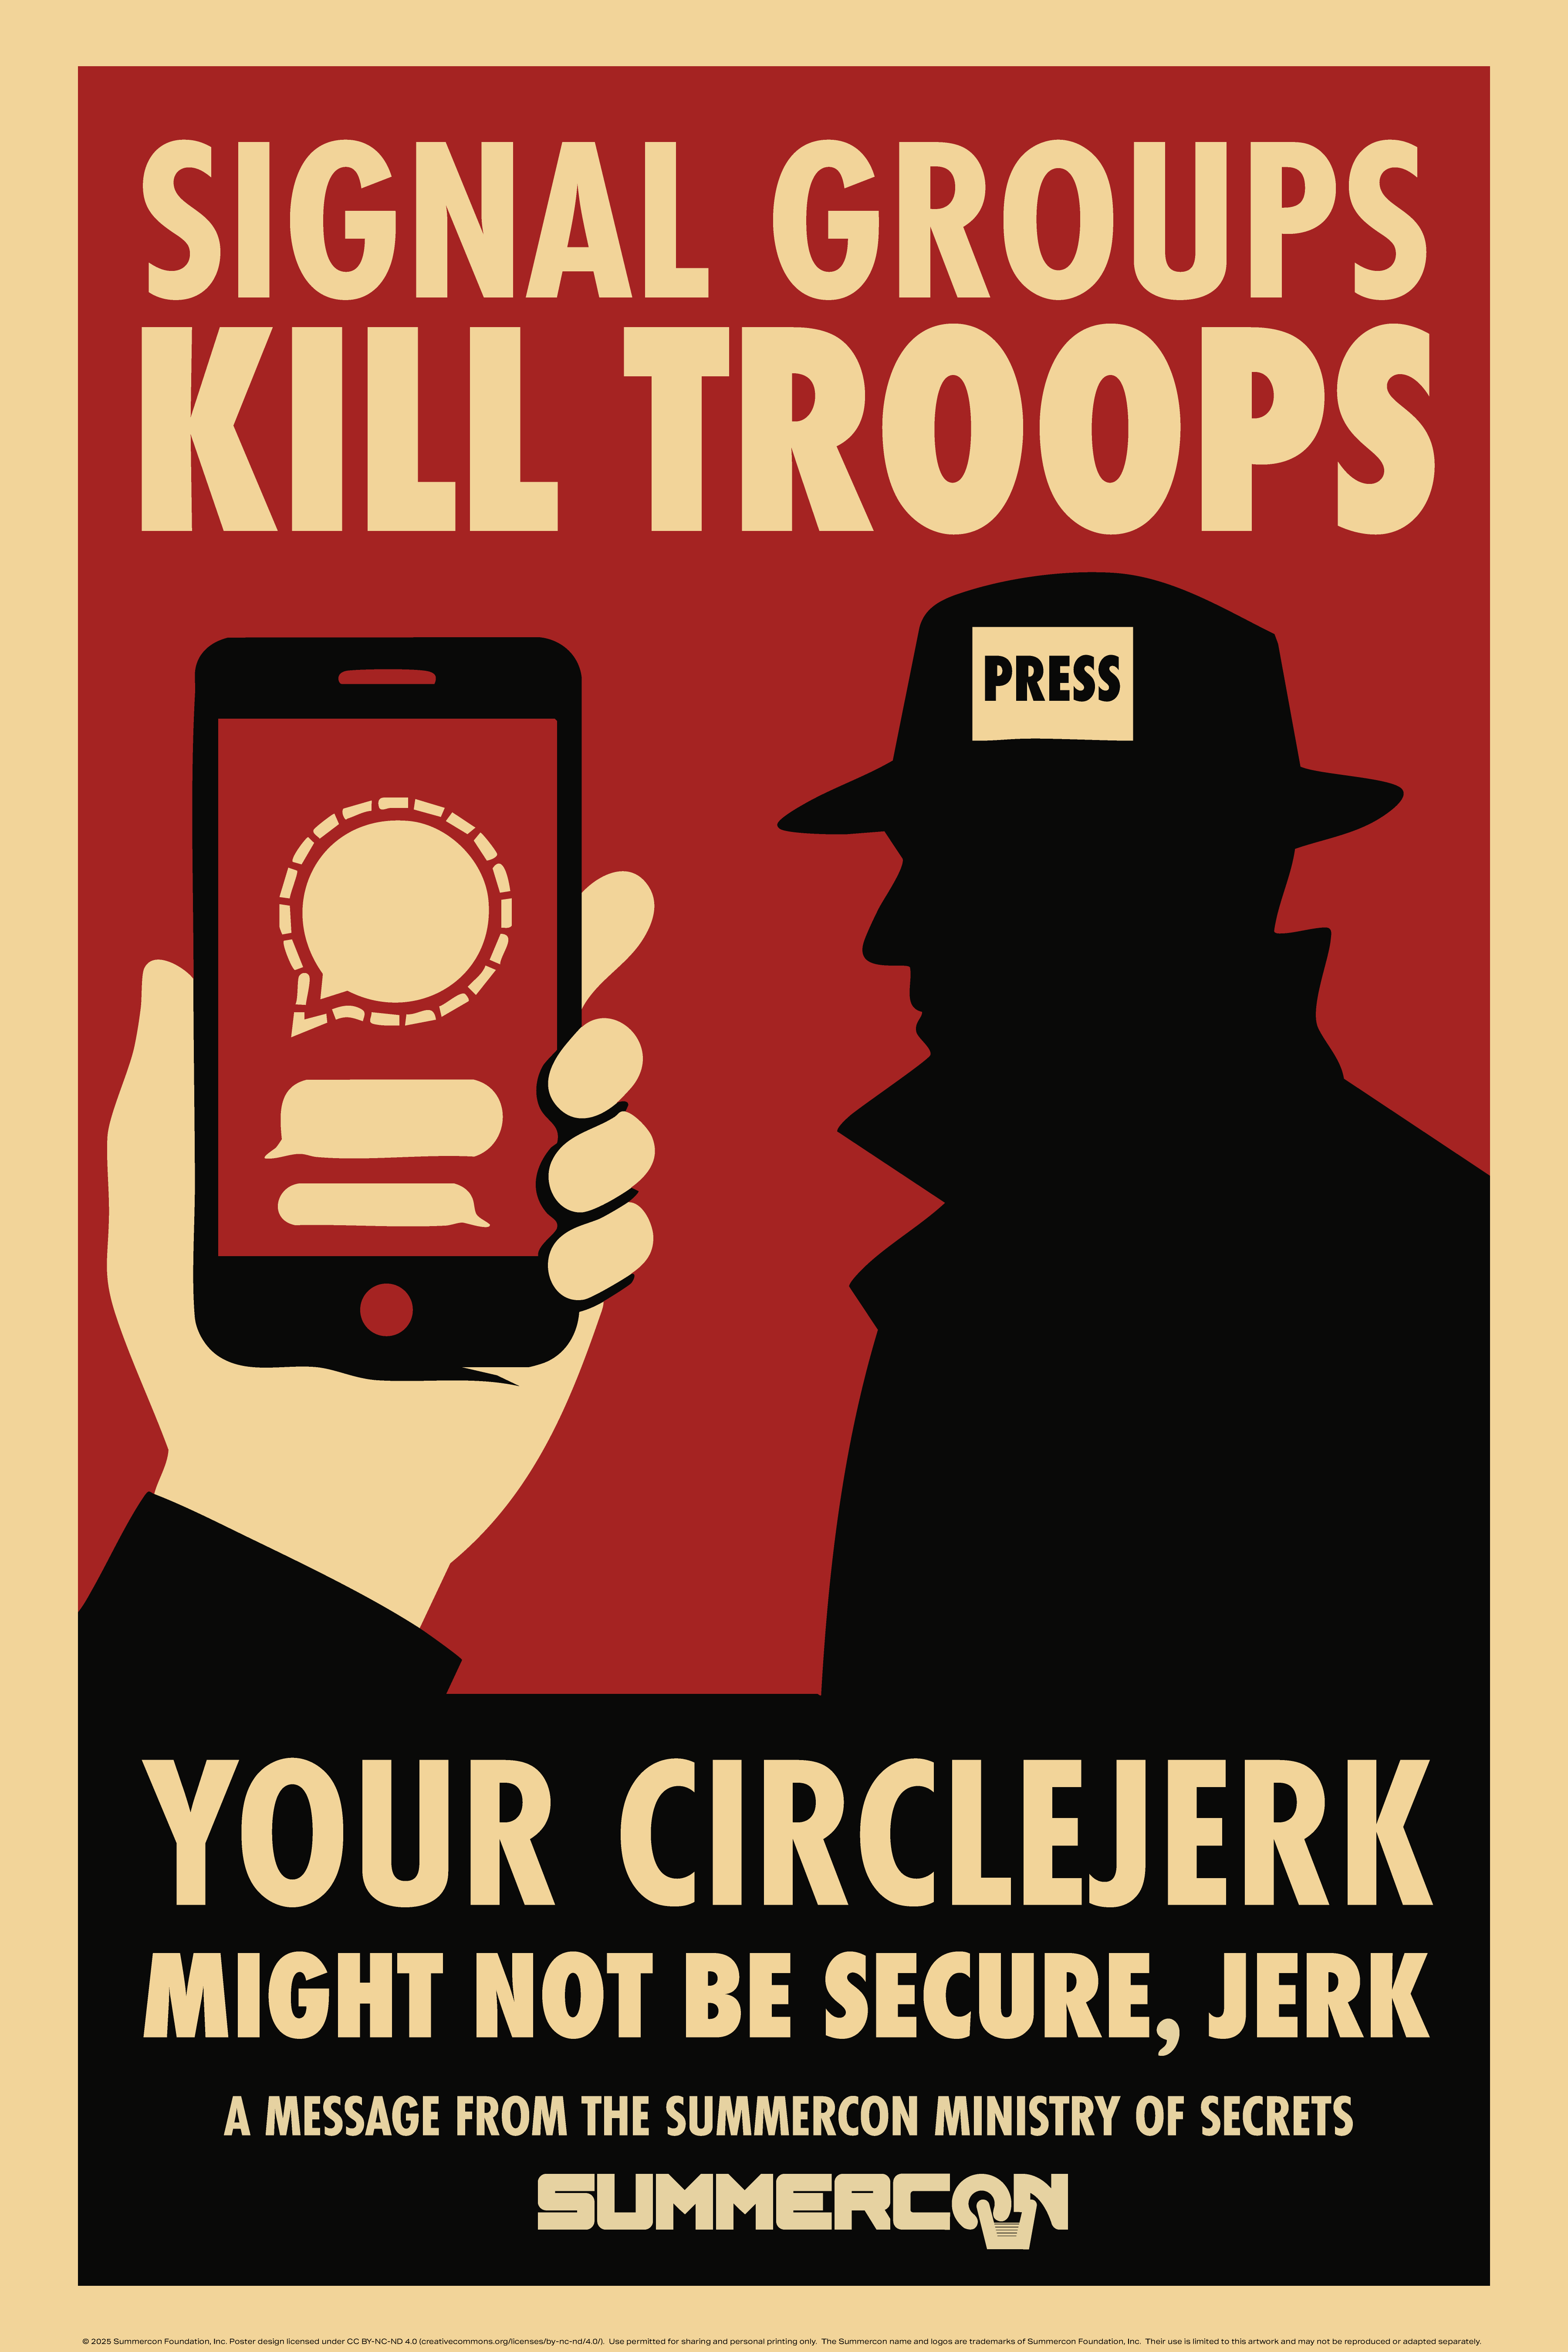 SIGNAL GROUPS
KILL TROOPS
PRESS
YOUR CIRCLEJERK
MIGHT NOT BE SECURE, JERK
A MESSAGE FROM THE SUMMERCON MINISTRY OF SECRETS
SUMMERCON
© 2025 Summercon Foundation, Inc. Poster design licensed under CC BY-NC-ND 4.0 (creativecommons.org/licenses/by-nc-nd/4.0/). Use permitted for sharing and personal printing only. The Summercon name and logos are trademarks of Summercon Foundation, Inc. Their use is limited to this artwork and may not be reproduced or adapted separately.